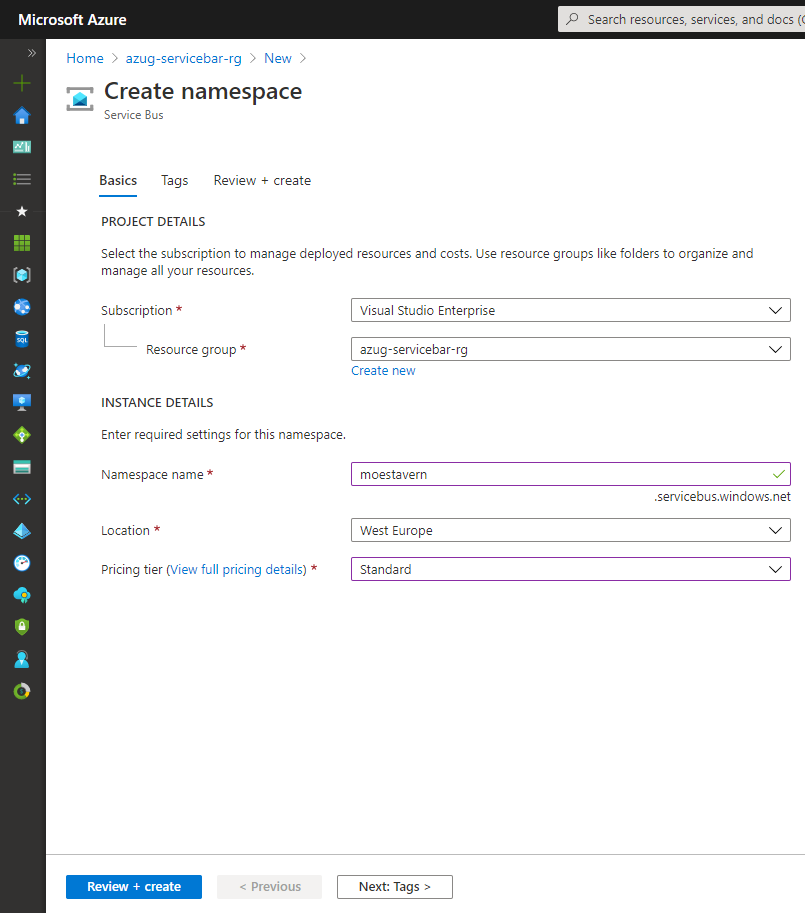 Microsoft Azure
Search resources, services, and docs (
»
Home > azug-servicebar-rg > New >
Create namespace
Service Bus
Basics Tags Review + create
PROJECT DETAILS
Select the subscription to manage deployed resources and costs. Use resource groups like folders to organize and
manage all your resources.
Subscription * Visual Studio Enterprise
Resource group * azug-servicebar-rg
Create new
INSTANCE DETAILS
Enter required settings for this namespace.
Namespace name * moestavern
.servicebus.windows.net
Location * West Europe
Pricing tier (View full pricing details) * Standard
Review + create < Previous Next: Tags >